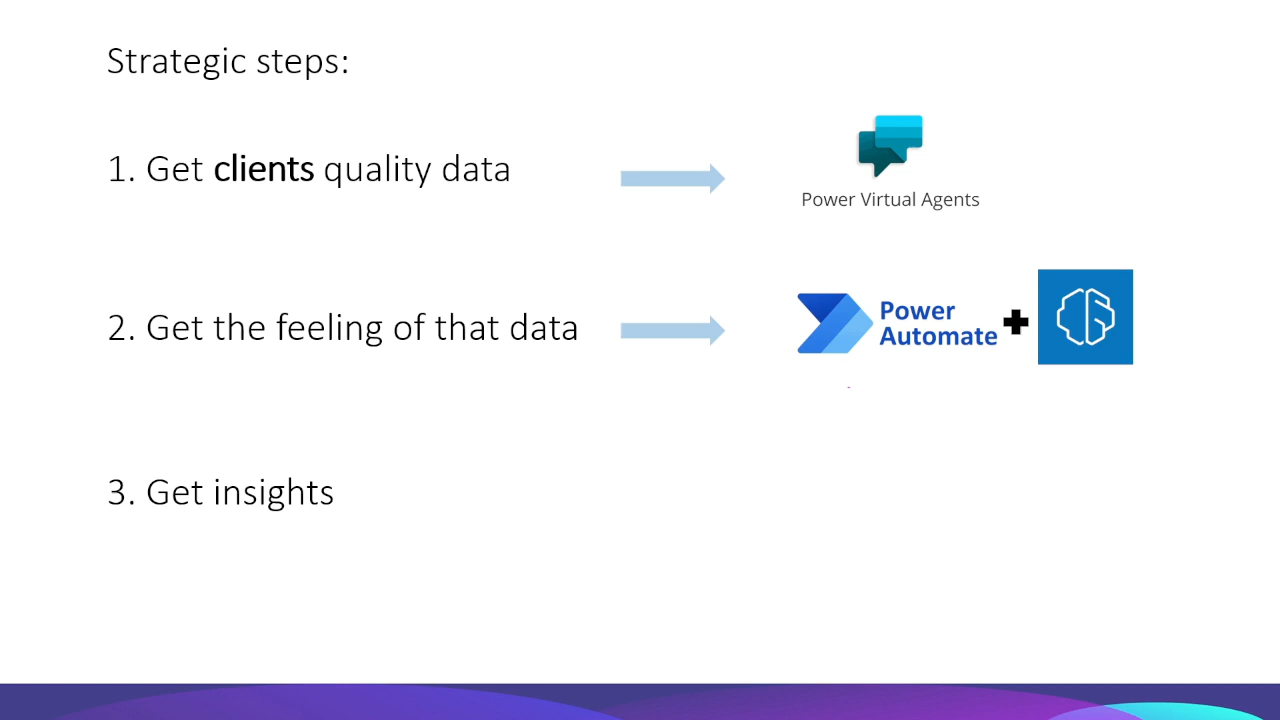 Strategic steps:
1. Get clients quality data
Power Virtual Agents
2. Get the feeling of that data
Power
Automate
3. Get insights